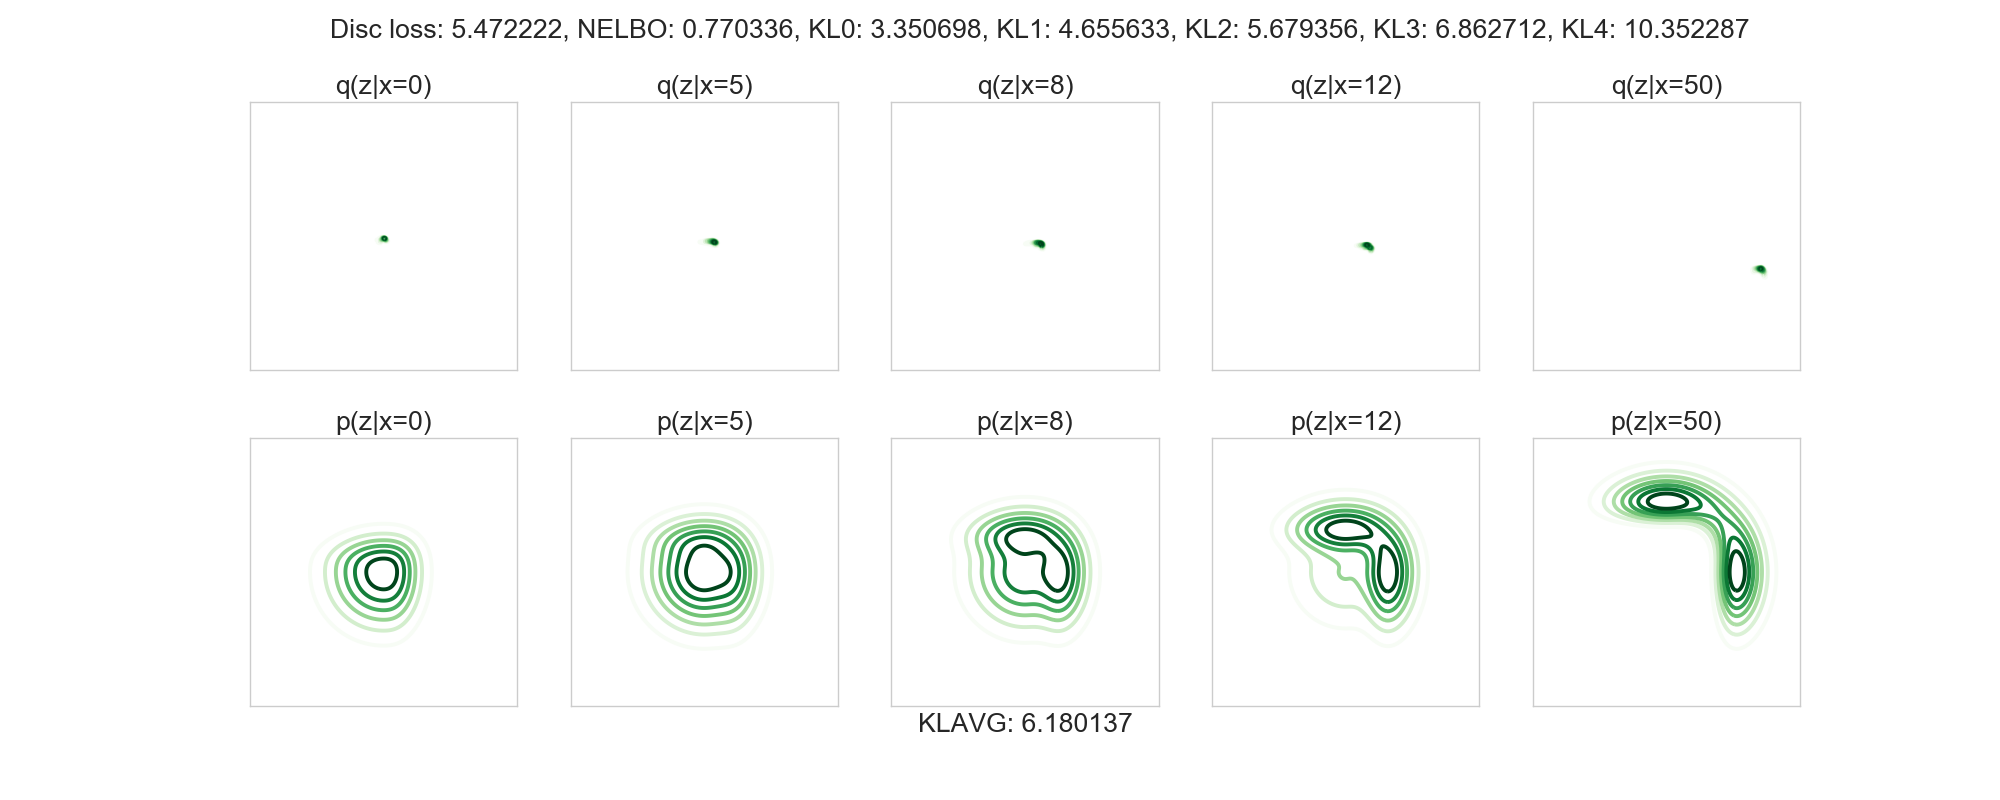 Disc loss: 5.472222, NELBO: 0.770336, KL0: 3.350698, KL1: 4.655633, KL2: 5.679356, KL3: 6.862712, KL4: 10.352287
q(z|x=0) q(z|x=5) q(z|x=8) q(z|x=12) q(z|x=50)
p(z|x=0) p(z|x=5) p(z|x=8) p(z|x=12) p(z|x=50)
KLAVG: 6.180137